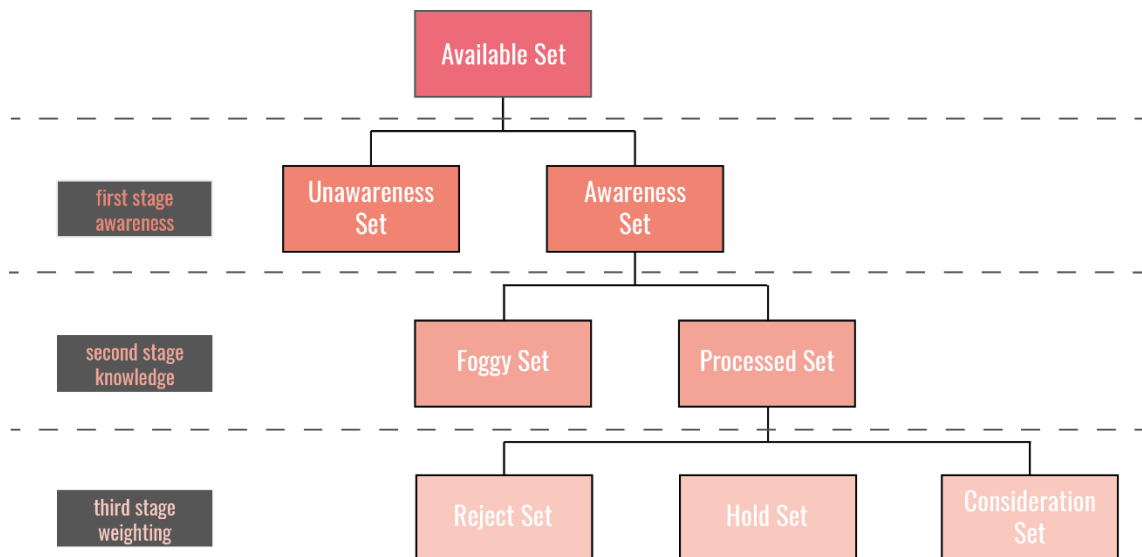 Available Set
first stage
awareness
Unawareness
Set
Awareness
Set
second stage
knowledge
Foggy Set
Processed Set
third stage
weighting
Reject Set
Hold Set
Consideration
Set